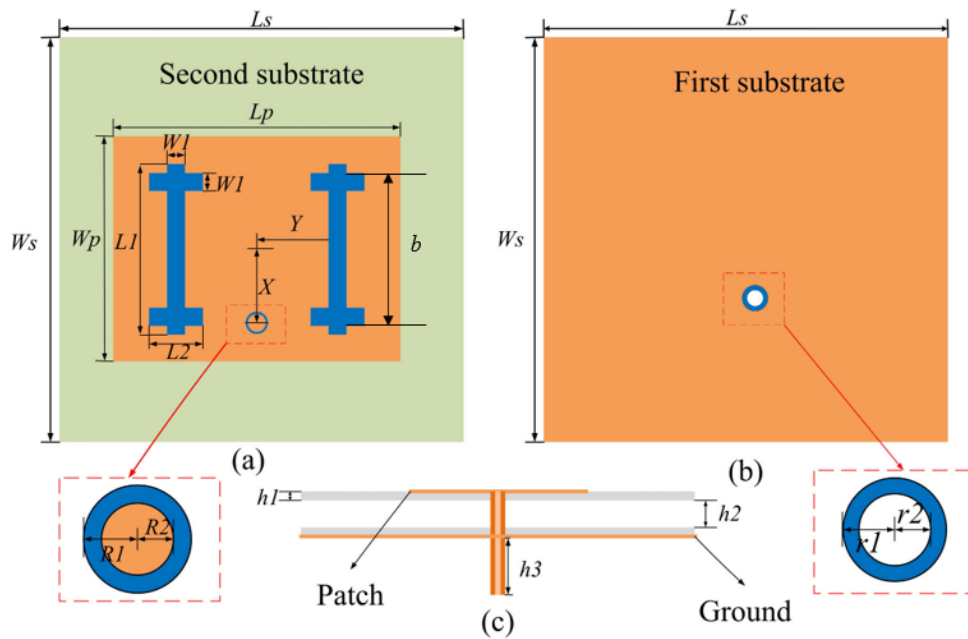 Ls
Ls
Second substrate
First substrate
Lp
W1
W1
Ws
Wp
L1
Y
b
Ws
X
L2
(a)
(b)
h1
h2
R1
R2
r1
r2
h3
Patch
Ground
(c)